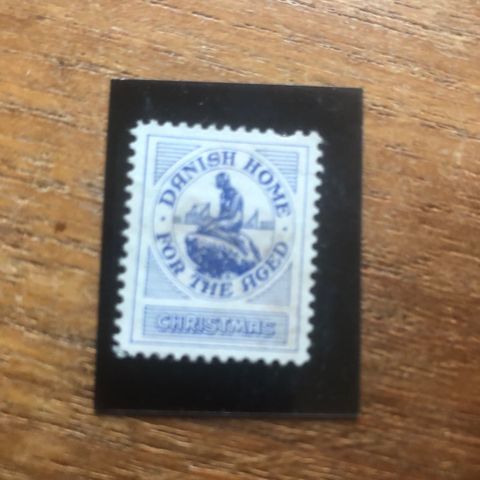 DANISH HOME
FOR THE AGED
CHRISTMAS